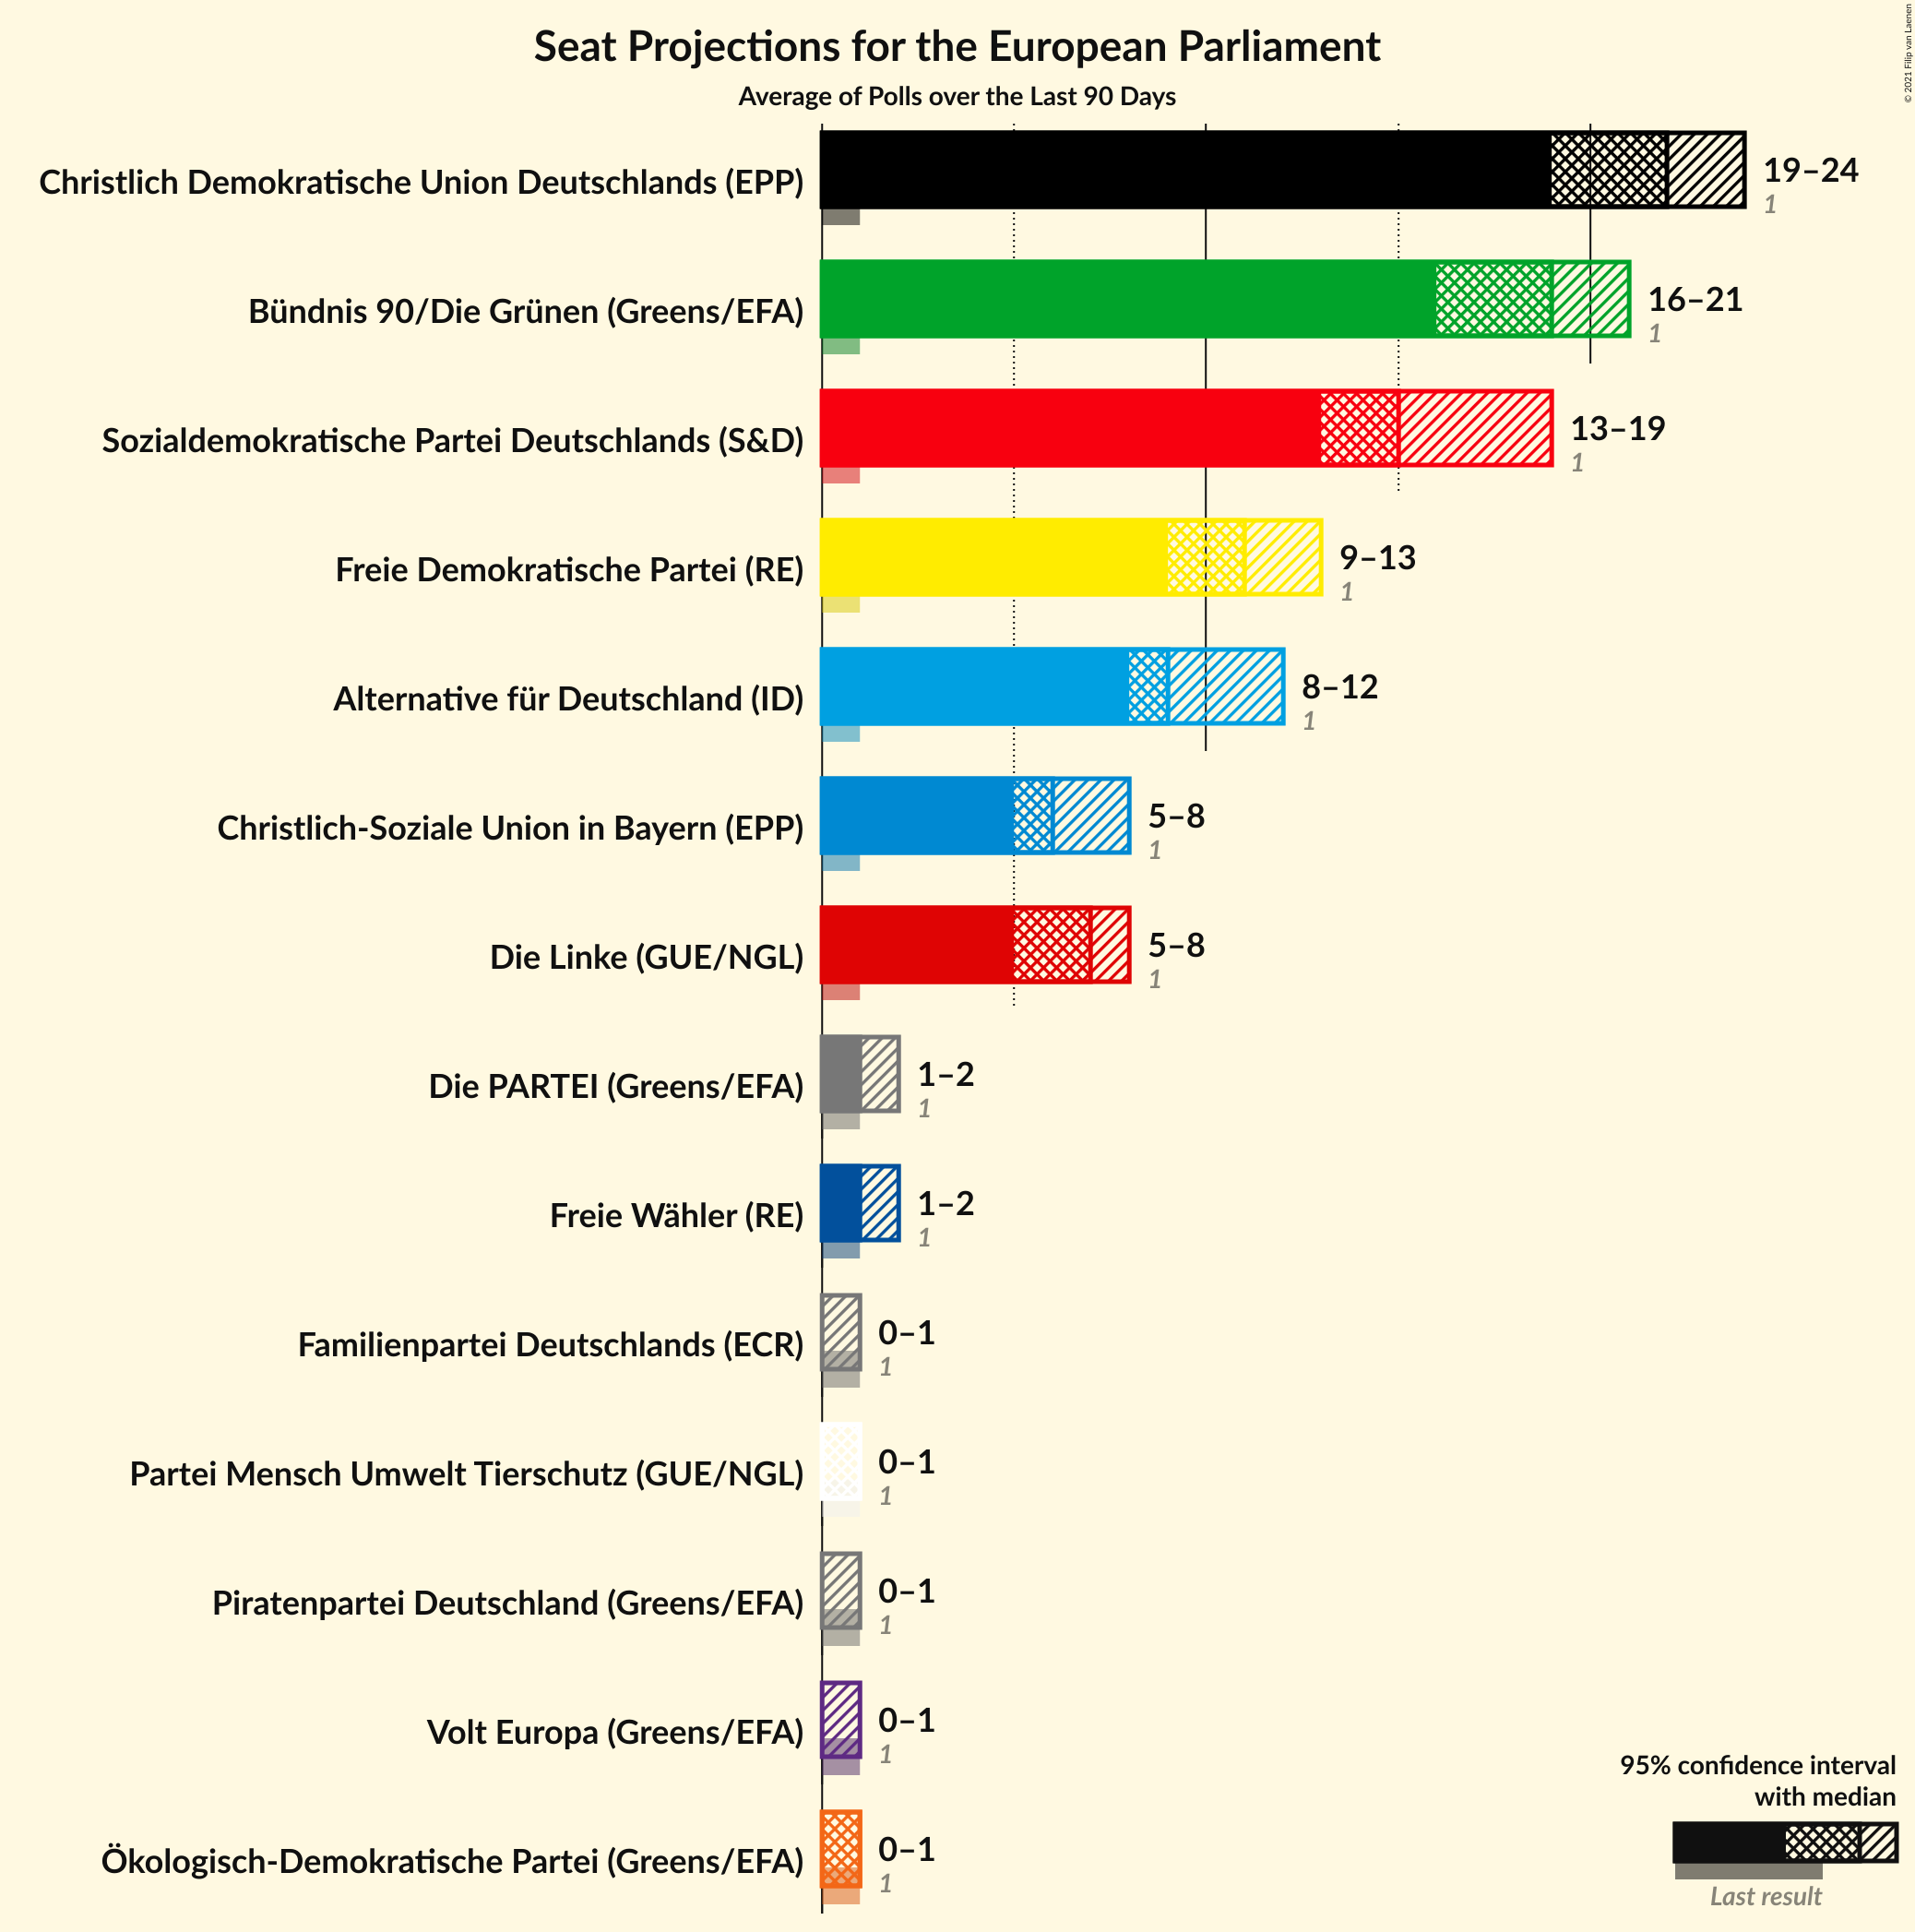 Seat Projections for the European Parliament
Average of Polls over the Last 90 Days
© 2021 Filip van Laenen
Christlich Demokratische Union Deutschlands (EPP)
19–24
1
Bündnis 90/Die Grünen (Greens/EFA)
16–21
1
Sozialdemokratische Partei Deutschlands (S&D)
13–19
1
Freie Demokratische Partei (RE)
9–13
1
Alternative für Deutschland (ID)
8–12
1
Christlich-Soziale Union in Bayern (EPP)
5–8
1
Die Linke (GUE/NGL)
5–8
1
Die PARTEI (Greens/EFA)
1–2
1
Freie Wähler (RE)
1–2
1
Familienpartei Deutschlands (ECR)
0–1
1
Partei Mensch Umwelt Tierschutz (GUE/NGL)
0–1
1
Piratenpartei Deutschland (Greens/EFA)
0–1
1
Volt Europa (Greens/EFA)
0–1
1
Ökologisch-Demokratische Partei (Greens/EFA)
0–1
1
95% confidence interval
with median
Last result